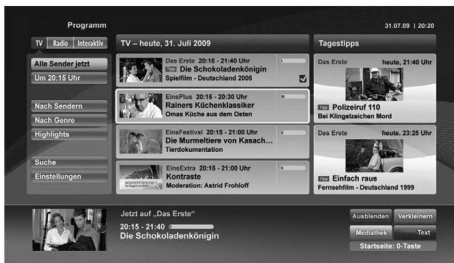 Programm
31.07.09 | 20:20
TV Radio Interaktiv
TV – heute, 31. Juli 2009
Tagestipps
Alle Sender jetzt
Um 20:15 Uhr
Nach Sendern
Nach Genre
Highlights
Suche
Einstellungen
Das Erste 20:15 - 21:40 Uhr
Tipp Die Schokoladenkönigin
Spielfilm - Deutschland 2005
EinsPlus 20:15 - 20:30 Uhr
Rainers Küchenklassiker
Omas Küche aus dem Osten
EinsFestival 20:15 - 21:00 Uhr
Die Murmeltiere von Kasach...
Tierdokumentation
EinsExtra 20:15 - 21:00 Uhr
Kontraste
Moderation: Astrid Frohloff
Das Erste heute, 21:40 Uhr
Tipp Polizeiruf 110
Bei Klingelzeichen Mord
Das Erste heute, 23:25 Uhr
Tipp Einfach raus
Fernsehfilm - Deutschland 1999
Jetzt auf „Das Erste“
20:15 - 21:40
Die Schokoladenkönigin
Ausblenden Verkleinern
Mediathek Text
Startseite: 0-Taste